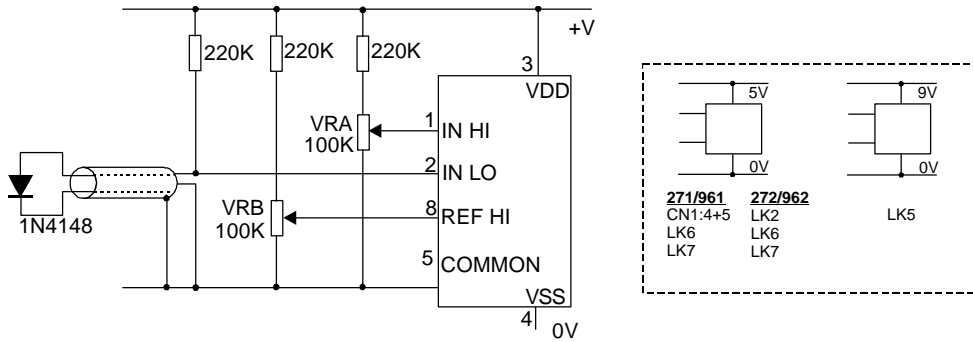 +V
220K 220K 220K
3
VDD
VRA
100K
1 IN HI
2 IN LO
1N4148
VRB
100K
8 REF HI
5 COMMON
VSS
4 0V
5V
0V
271/961 272/962
CN1:4+5 LK2
LK6 LK6
LK7 LK7
9V
0V
LK5